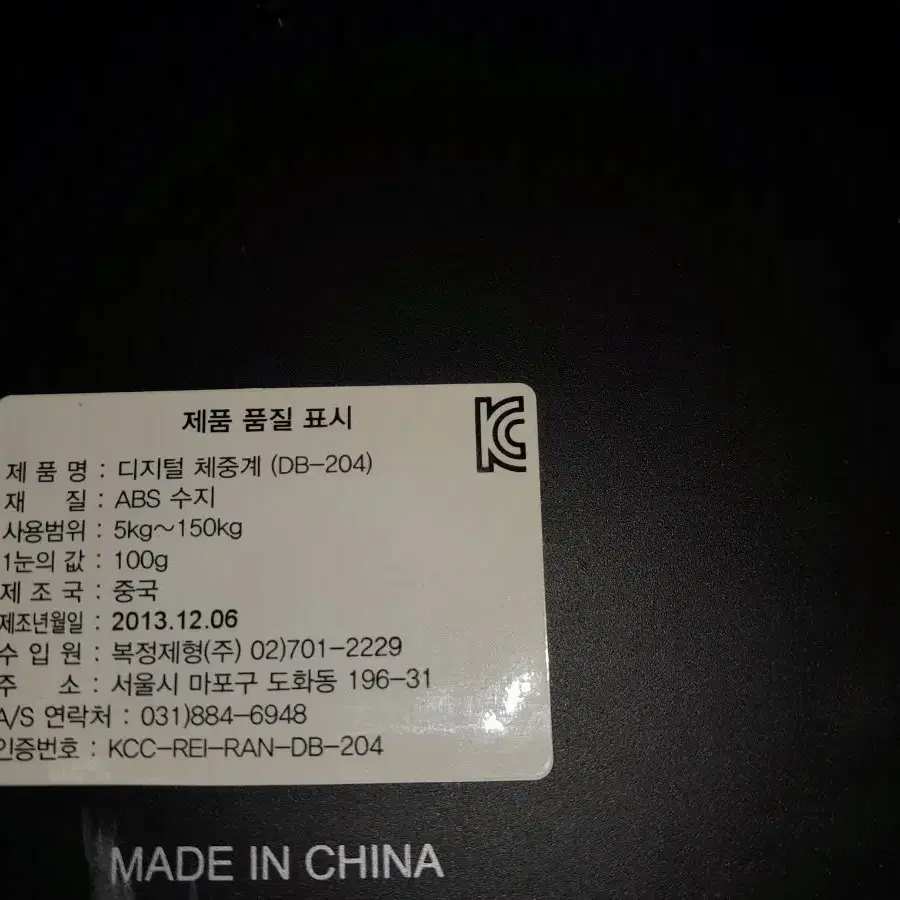 제품 품질 표시
KC
제 품 명 : 디지털 체중계 (DB-204)
재 질 : ABS 수지
사용범위 : 5kg~150kg
1눈의 값 : 100g
제 조 국 : 중국
제조년월일 : 2013.12.06
수 입 원 : 복정제형(주) 02)701-2229
주 소 : 서울시 마포구 도화동 196-31
A/S 연락처 : 031)884-6948
인증번호 : KCC-REI-RAN-DB-204
MADE IN CHINA